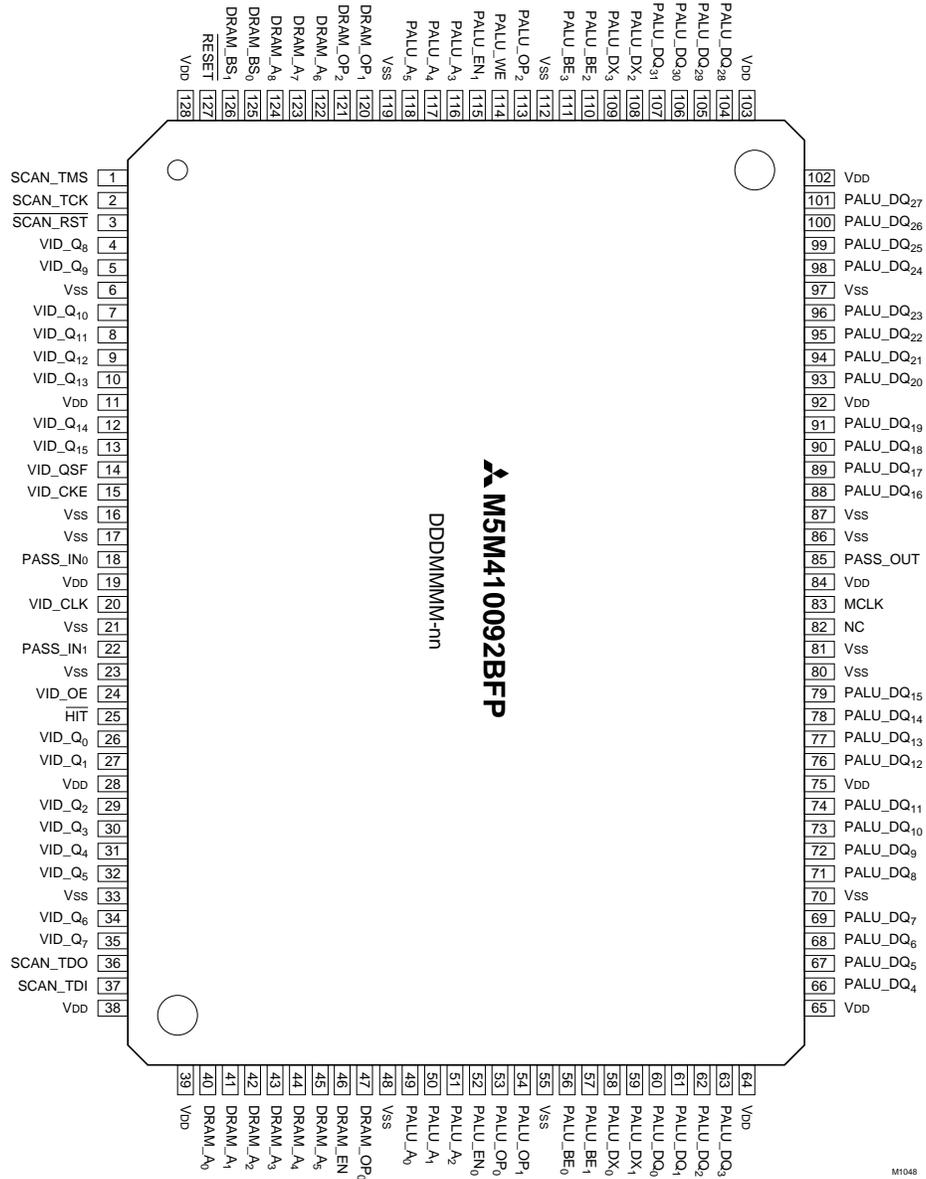 VDD 128
RESET 127
DRAM_BS1 126
DRAM_BS0 125
DRAM_A8 124
DRAM_A7 123
DRAM_A6 122
DRAM_OP2 121
DRAM_OP1 120
VSS 119
PALU_A5 118
PALU_A4 117
PALU_A3 116
PALU_EN1 115
PALU_WE 114
PALU_OP2 113
VSS 112
PALU_BE3 111
PALU_BE2 110
PALU_DX3 109
PALU_DX2 108
PALU_DQ31 107
PALU_DQ30 106
PALU_DQ29 105
PALU_DQ28 104
VDD 103
SCAN_TMS 1
SCAN_TCK 2
SCAN_RST 3
VID_Q8 4
VID_Q9 5
VSS 6
VID_Q10 7
VID_Q11 8
VID_Q12 9
VID_Q13 10
VDD 11
VID_Q14 12
VID_Q15 13
VID_QSF 14
VID_CKE 15
VSS 16
VSS 17
PASS_IN0 18
VDD 19
VID_CLK 20
VSS 21
PASS_IN1 22
VSS 23
VID_OE 24
HIT 25
VID_Q0 26
VID_Q1 27
VDD 28
VID_Q2 29
VID_Q3 30
VID_Q4 31
VID_Q5 32
VSS 33
VID_Q6 34
VID_Q7 35
SCAN_TDO 36
SCAN_TDI 37
VDD 38
M5M410092BFP
DDDMMMM-nn
102 VDD
101 PALU_DQ27
100 PALU_DQ26
99 PALU_DQ25
98 PALU_DQ24
97 VSS
96 PALU_DQ23
95 PALU_DQ22
94 PALU_DQ21
93 PALU_DQ20
92 VDD
91 PALU_DQ19
90 PALU_DQ18
89 PALU_DQ17
88 PALU_DQ16
87 VSS
86 VSS
85 PASS_OUT
84 VDD
83 MCLK
82 NC
81 VSS
80 VSS
79 PALU_DQ15
78 PALU_DQ14
77 PALU_DQ13
76 PALU_DQ12
75 VDD
74 PALU_DQ11
73 PALU_DQ10
72 PALU_DQ9
71 PALU_DQ8
70 VSS
69 PALU_DQ7
68 PALU_DQ6
67 PALU_DQ5
66 PALU_DQ4
65 VDD
39 VDD
40 DRAM_A0
41 DRAM_A1
42 DRAM_A2
43 DRAM_A3
44 DRAM_A4
45 DRAM_A5
46 DRAM_EN
47 DRAM_OP0
48 VSS
49 PALU_A0
50 PALU_A1
51 PALU_A2
52 PALU_EN0
53 PALU_OP0
54 PALU_OP1
55 VSS
56 PALU_BE0
57 PALU_BE1
58 PALU_DX0
59 PALU_DX1
60 PALU_DQ0
61 PALU_DQ1
62 PALU_DQ2
63 PALU_DQ3
64 VDD
M1048